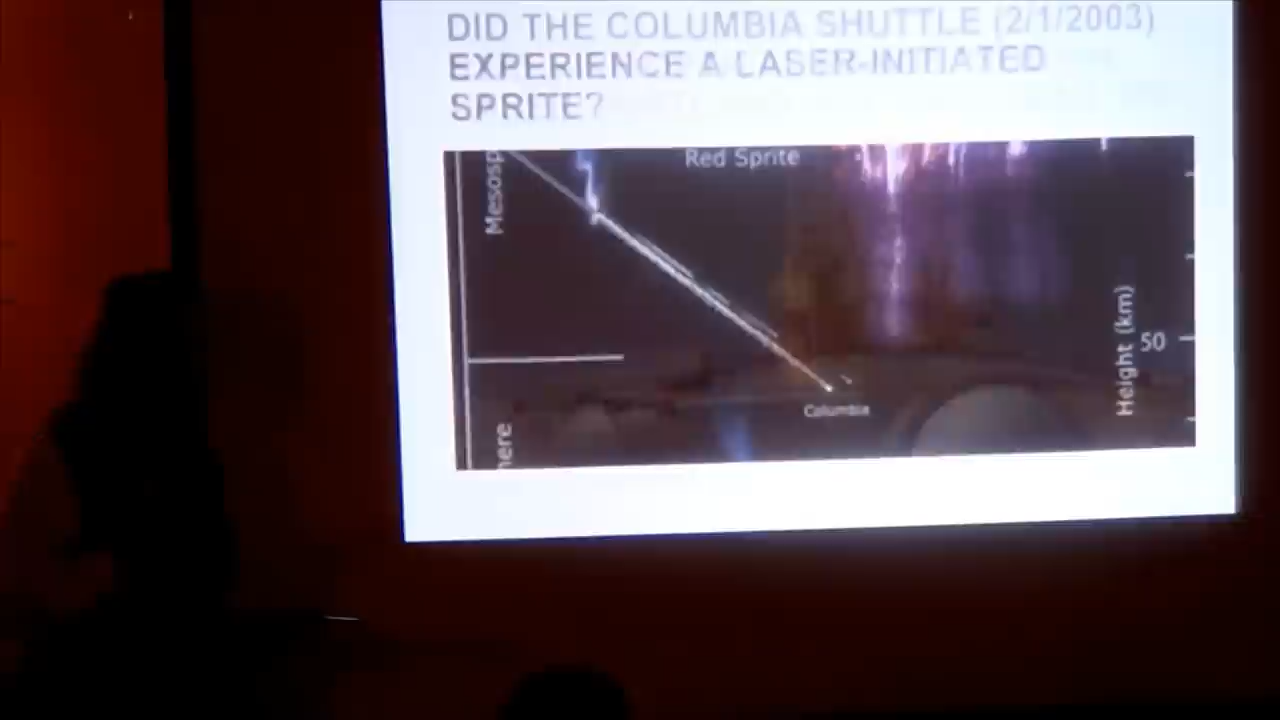 DID THE COLUMBIA SHUTTLE (2/1/2003)
EXPERIENCE A LASER-INITIATED
SPRITE?
Mesosp
Red Sprite
Height (km)
50
Columbia
here